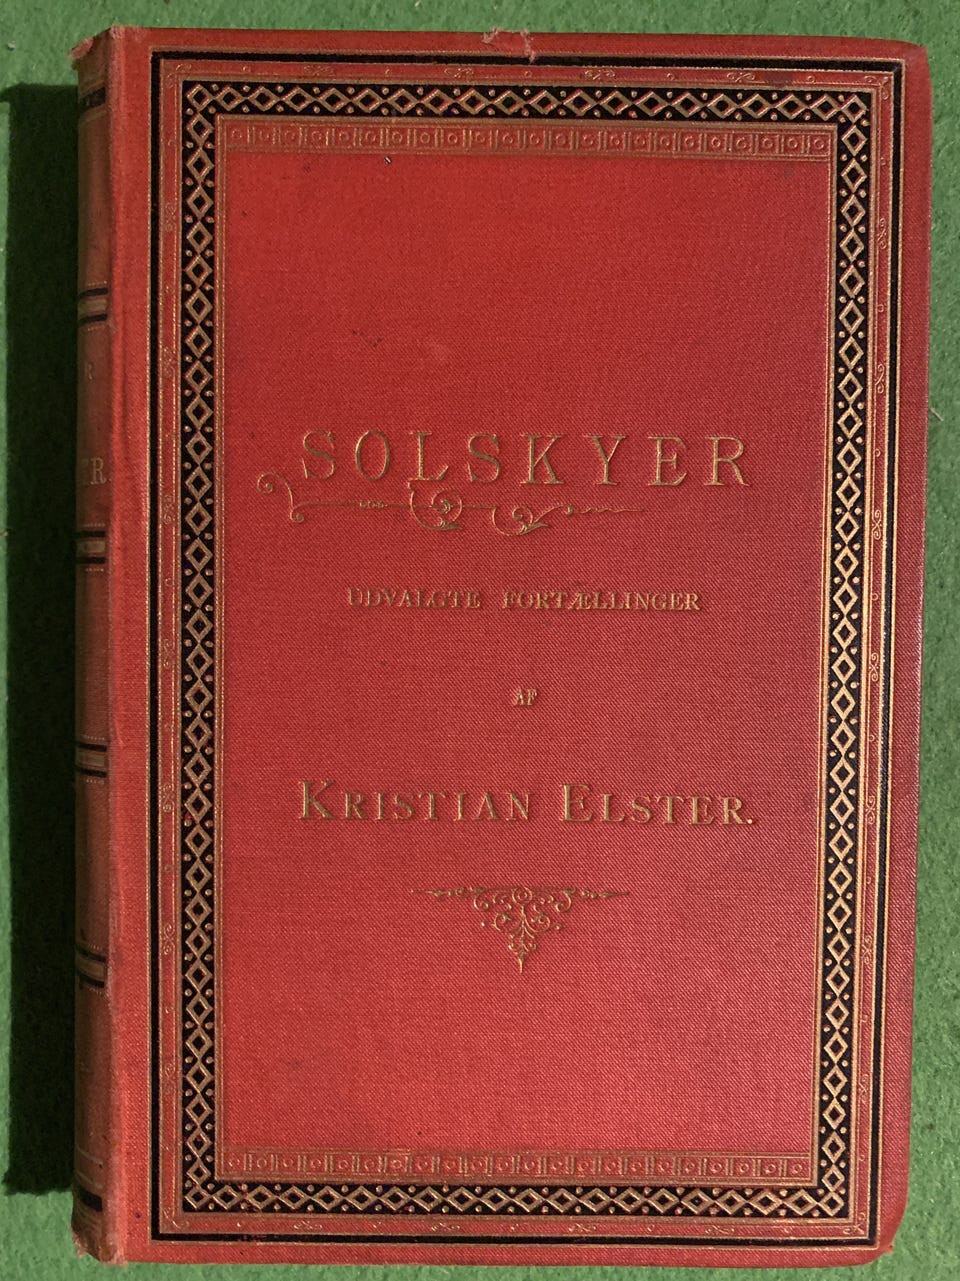 SOLSKYER
UDVALGTE FORTÆLLINGER
AF
KRISTIAN ELSTER.